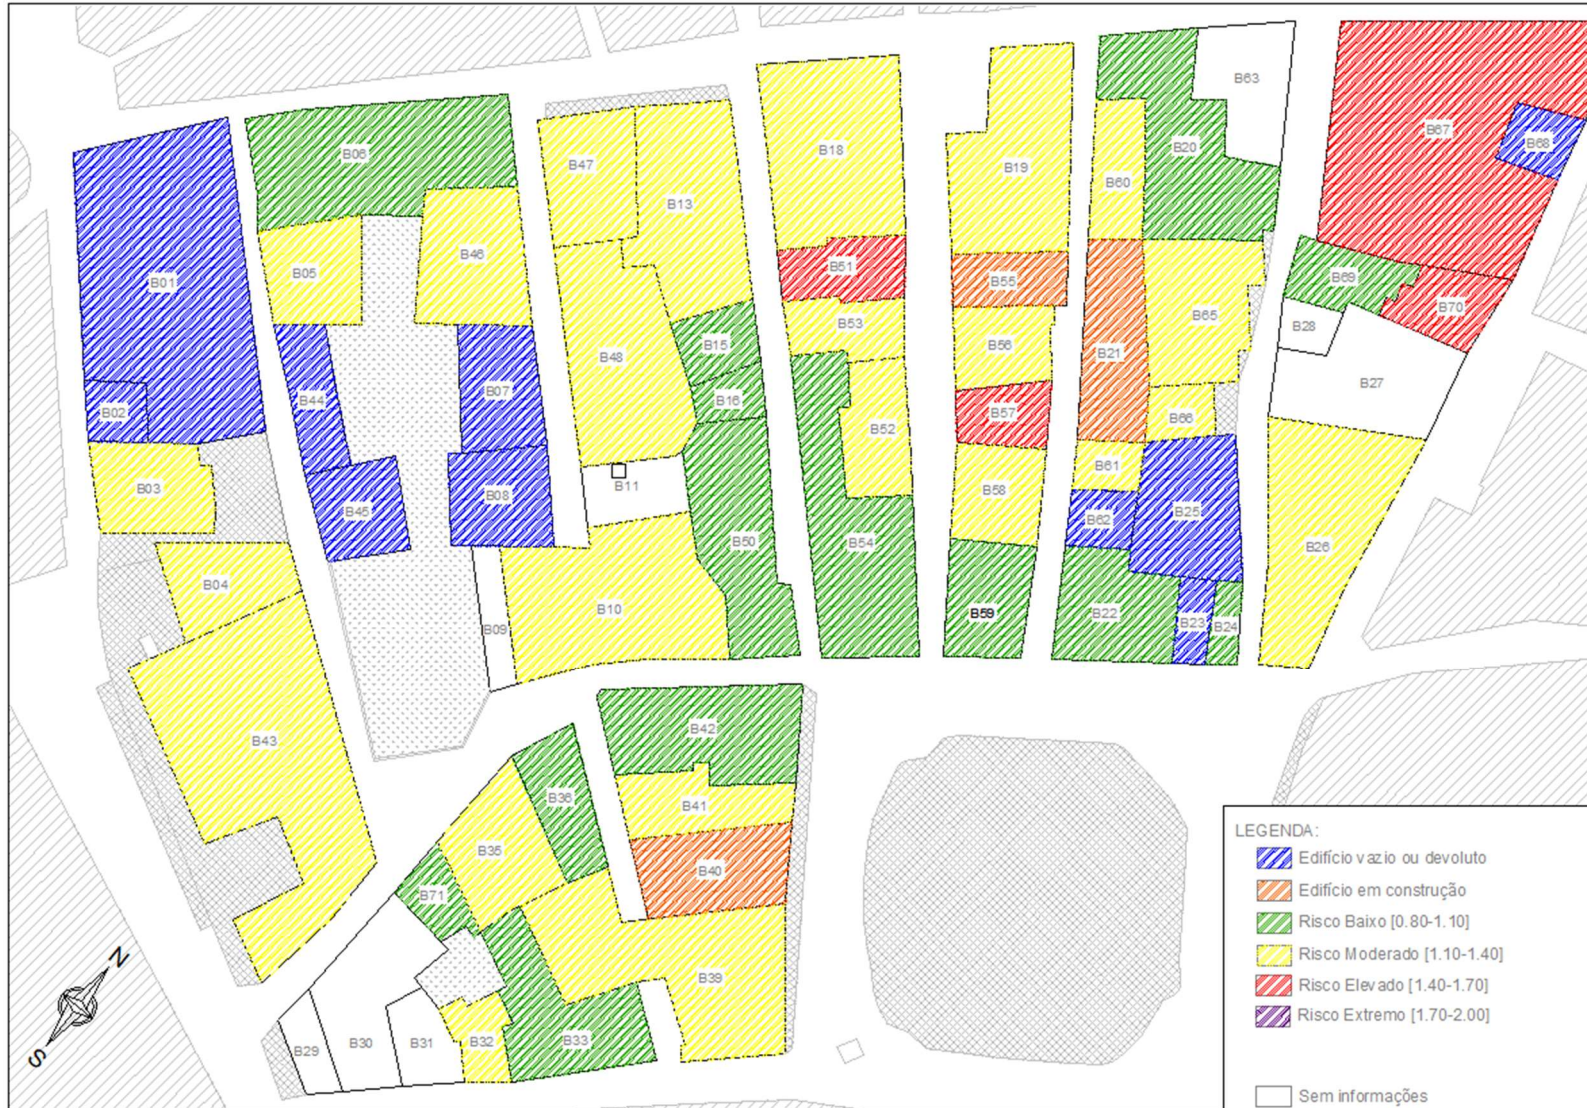 B63
B67
B68
B20
B18
B19
B60
B06
B47
B13
B46
B05
B01
B51
B55
B69
B70
B65
B28
B53
B56
B21
B27
B15
B48
B16
B07
B44
B02
B57
B52
B66
B61
B58
B03
B11
B08
B45
B62
B25
B26
B50
B54
B04
B10
B09
B59
B22
B23
B24
B43
B42
B36
B41
B35
B40
B71
B39
B32
B33
B31
B30
B29
N
S
LEGENDA:
Edifício vazio ou devoluto
Edifício em construção
Risco Baixo [0.80-1.10]
Risco Moderado [1.10-1.40]
Risco Elevado [1.40-1.70]
Risco Extremo [1.70-2.00]
Sem informações